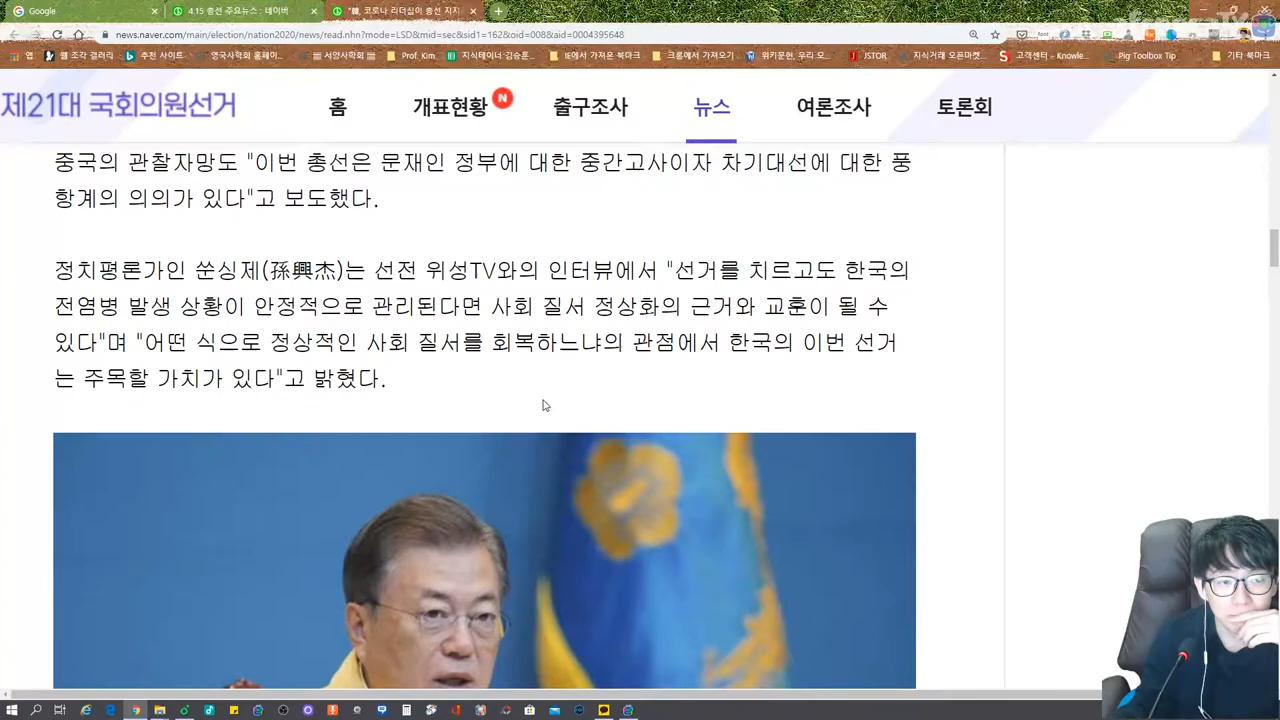 Google
4.15 총선 주요뉴스 : 네이버
"韓, 코로나 리더십이 총선 지지
news.naver.com/main/election/nation2020/news/read.nhn?mode=LSD&mid=sec&sid1=162&oid=008&aid=0004395648
앱 웹 조각 갤러리 추천 사이트 영국사학회 홈페이... 서양사학회 Prof. Kim 지식테이너 김승훈... IE에서 가져온 북마크 크롬에서 가져오기 위키문헌, 우리 모... JSTOR 지식거래 오픈마켓... 고객센터 – Knowle... Pig Toolbox Tip 기타 북마크
제21대 국회의원선거
홈 개표현황 N 출구조사 뉴스 여론조사 토론회
중국의 관찰자망도 "이번 총선은 문재인 정부에 대한 중간고사이자 차기대선에 대한 풍
항계의 의의가 있다"고 보도했다.
정치평론가인 쑨싱제(孫興杰)는 선전 위성TV와의 인터뷰에서 "선거를 치르고도 한국의
전염병 발생 상황이 안정적으로 관리된다면 사회 질서 정상화의 근거와 교훈이 될 수
있다"며 "어떤 식으로 정상적인 사회 질서를 회복하느냐의 관점에서 한국의 이번 선거
는 주목할 가치가 있다"고 밝혔다.